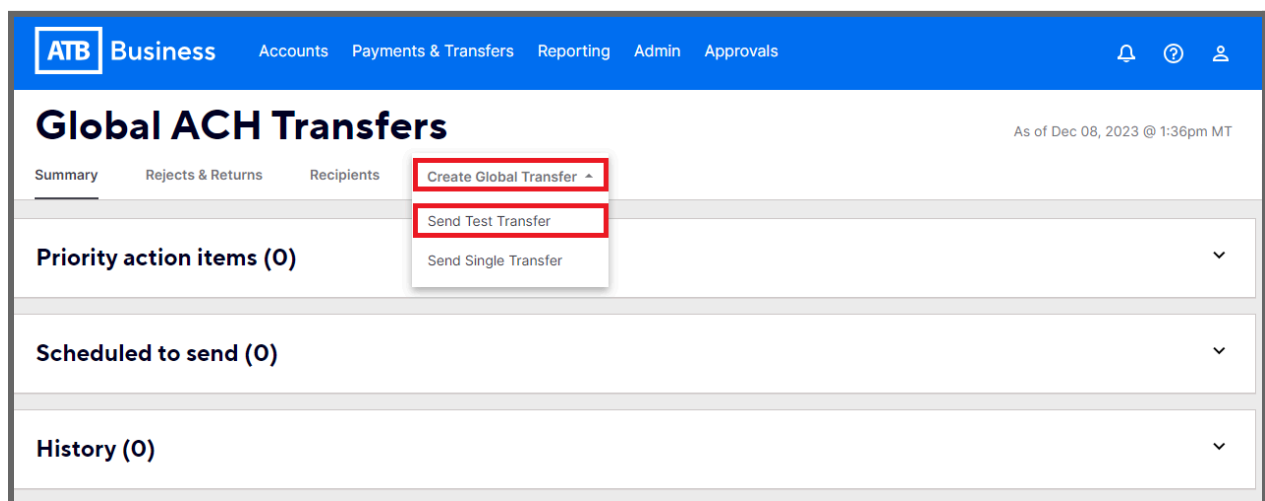 ATB Business Accounts Payments & Transfers Reporting Admin Approvals
Global ACH Transfers
As of Dec 08, 2023 @ 1:36pm MT
Summary Rejects & Returns Recipients Create Global Transfer
Send Test Transfer
Send Single Transfer
Priority action items (0)
Scheduled to send (0)
History (0)